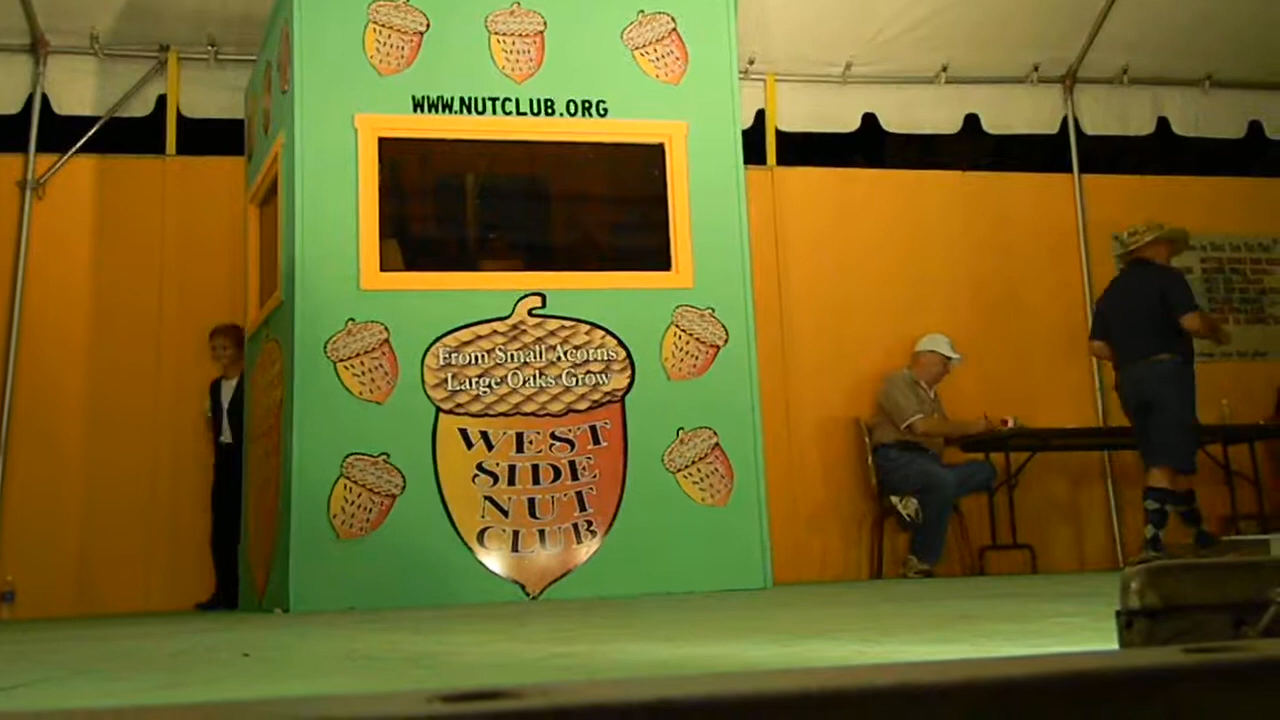 WWW.NUTCLUB.ORG
From Small Acorns
Large Oaks Grow
WEST
SIDE
NUT
CLUB